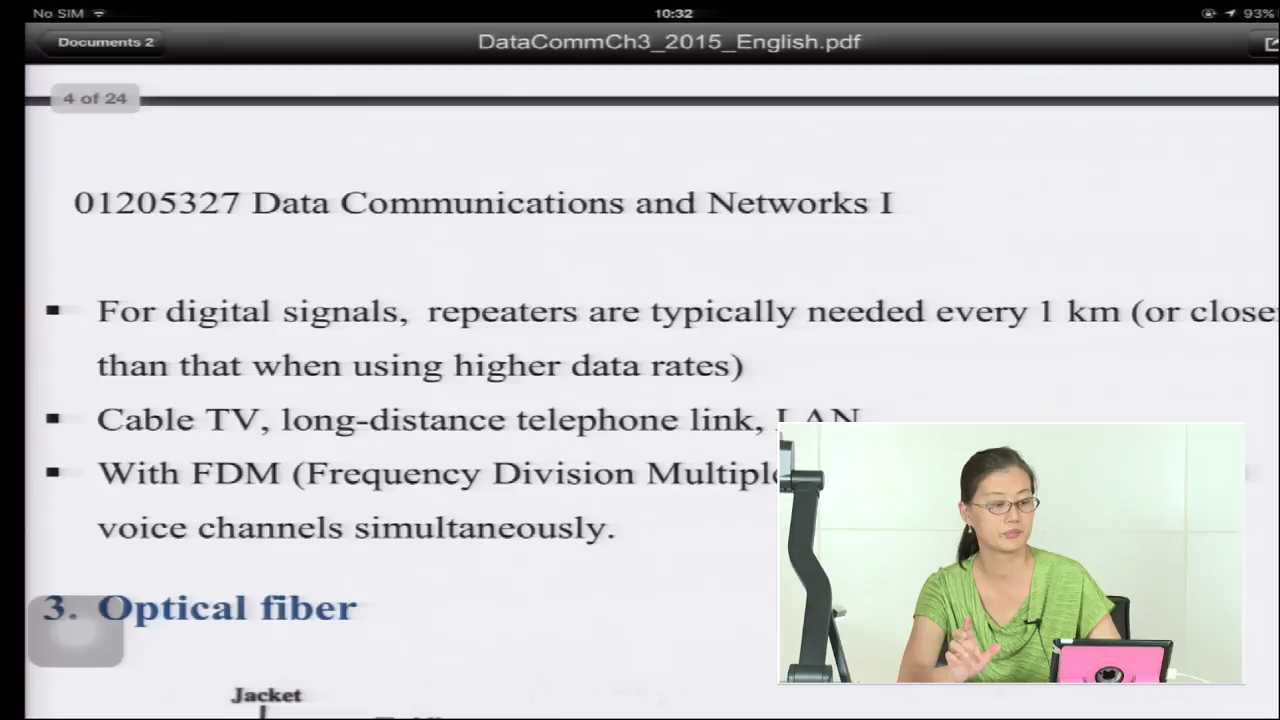 No SIM 10:32 93%
Documents 2 DataCommCh3_2015_English.pdf
4 of 24
01205327 Data Communications and Networks I
▪ For digital signals, repeaters are typically needed every 1 km (or closer
than that when using higher data rates)
▪ Cable TV, long-distance telephone link, LAN
▪ With FDM (Frequency Division Multiple
voice channels simultaneously.
3. Optical fiber
Jacket